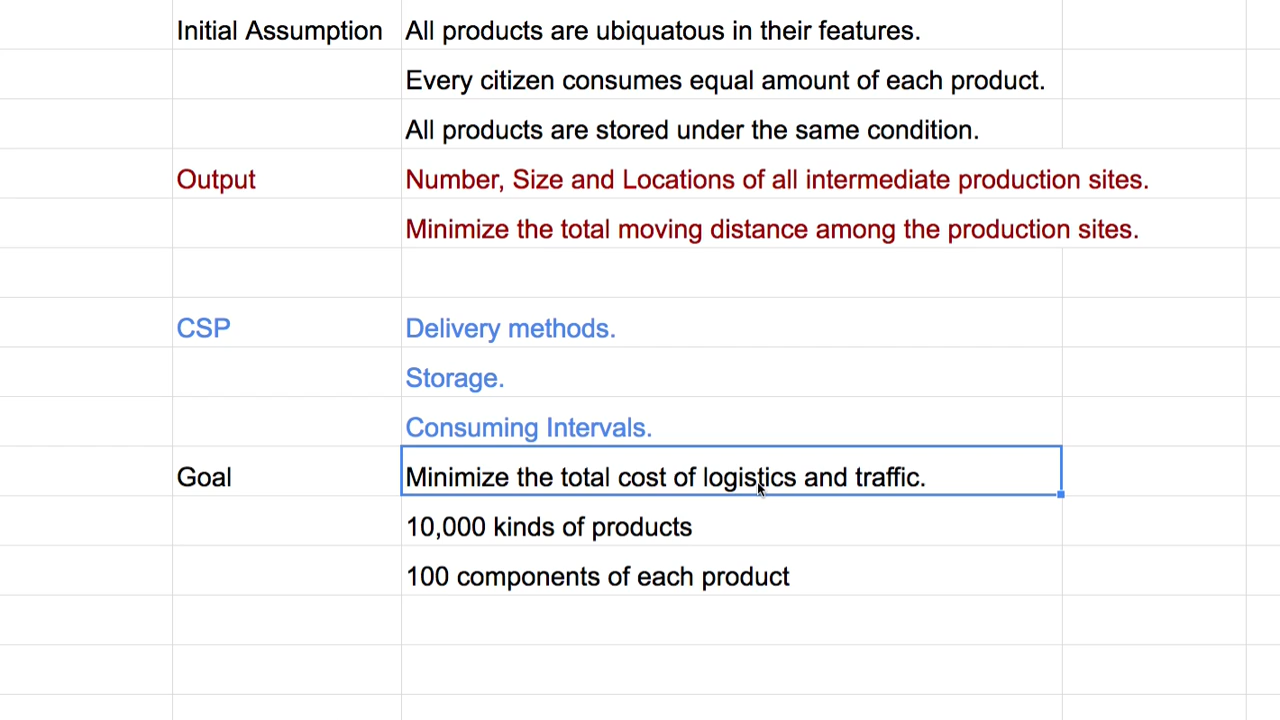 Initial Assumption All products are ubiquatous in their features.
Every citizen consumes equal amount of each product.
All products are stored under the same condition.
Output Number, Size and Locations of all intermediate production sites.
Minimize the total moving distance among the production sites.
CSP Delivery methods.
Storage.
Consuming Intervals.
Goal Minimize the total cost of logistics and traffic.
10,000 kinds of products
100 components of each product